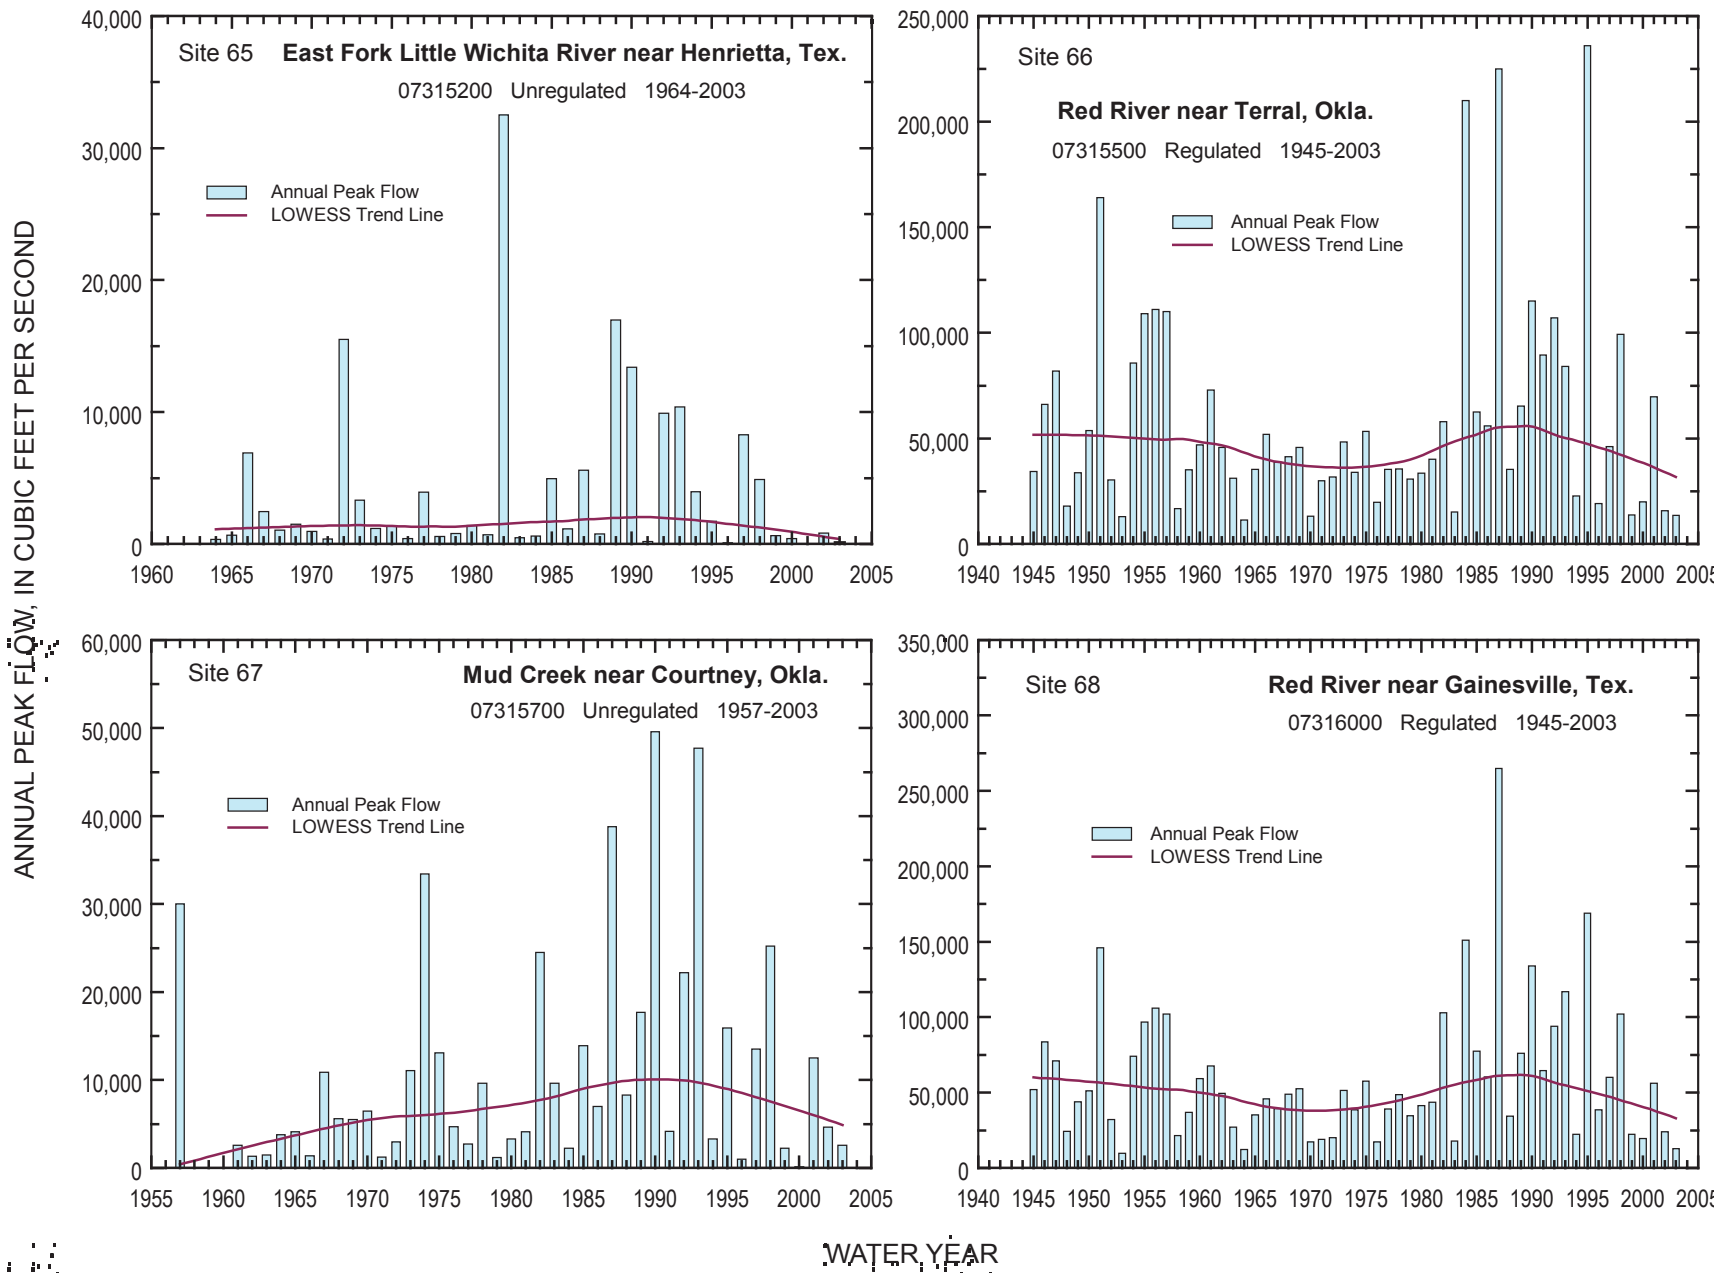 ANNUAL PEAK FLOW, IN CUBIC FEET PER SECOND
Site 65 East Fork Little Wichita River near Henrietta, Tex.
07315200 Unregulated 1964-2003
Annual Peak Flow
LOWESS Trend Line
40,000
30,000
20,000
10,000
0
1960 1965 1970 1975 1980 1985 1990 1995 2000 2005
Site 66
Red River near Terral, Okla.
07315500 Regulated 1945-2003
Annual Peak Flow
LOWESS Trend Line
250,000
200,000
150,000
100,000
50,000
0
1940 1945 1950 1955 1960 1965 1970 1975 1980 1985 1990 1995 2000 2005
Site 67 Mud Creek near Courtney, Okla.
07315700 Unregulated 1957-2003
Annual Peak Flow
LOWESS Trend Line
60,000
50,000
40,000
30,000
20,000
10,000
0
1955 1960 1965 1970 1975 1980 1985 1990 1995 2000 2005
Site 68 Red River near Gainesville, Tex.
07316000 Regulated 1945-2003
Annual Peak Flow
LOWESS Trend Line
350,000
300,000
250,000
200,000
150,000
100,000
50,000
0
1940 1945 1950 1955 1960 1965 1970 1975 1980 1985 1990 1995 2000 2005
WATER YEAR